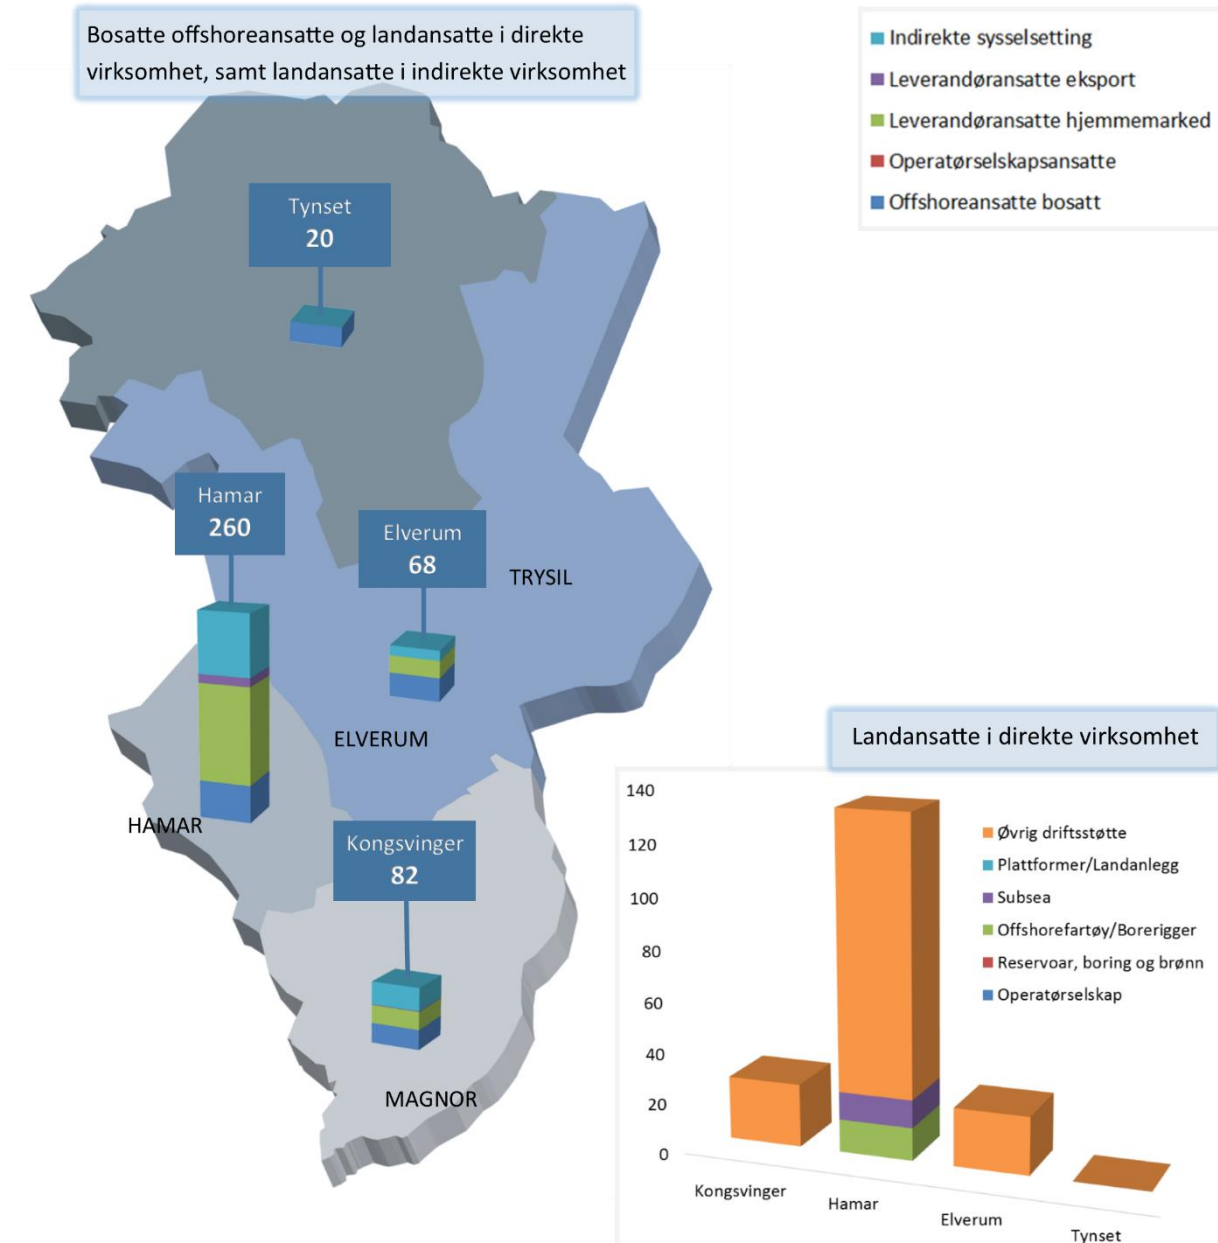 Bosatte offshoreansatte og landansatte i direkte
virksomhet, samt landansatte i indirekte virksomhet
Indirekte sysselsetting
Leverandøransatte eksport
Leverandøransatte hjemmemarked
Operatørselskapsansatte
Offshoreansatte bosatt
Tynset
20
Hamar
260
Elverum
68
TRYSIL
ELVERUM
HAMAR
Kongsvinger
82
MAGNOR
Landansatte i direkte virksomhet
140
120
100
80
60
40
20
0
Øvrig driftsstøtte
Plattformer/Landanlegg
Subsea
Offshorefartøy/Borerigger
Reservoar, boring og brønn
Operatørselskap
Kongsvinger
Hamar
Elverum
Tynset